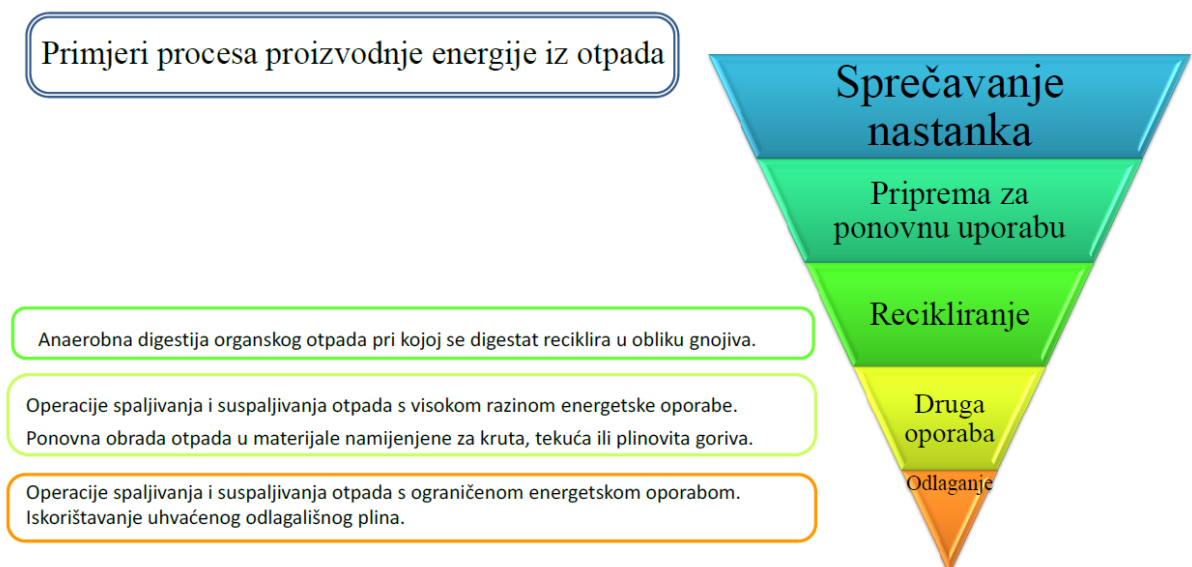 Primjeri procesa proizvodnje energije iz otpada
Sprečavanje
nastanka
Priprema za
ponovnu uporabu
Recikliranje
Anaerobna digestija organskog otpada pri kojoj se digestat reciklira u obliku gnojiva.
Druga
oporaba
Operacije spaljivanja i suspaljivanja otpada s visokom razinom energetske oporabe.
Ponovna obrada otpada u materijale namijenjene za kruta, tekuća ili plinovita goriva.
Odlaganje
Operacije spaljivanja i suspaljivanja otpada s ograničenom energetskom oporabom.
Iskorištavanje uhvaćenog odlagališnog plina.